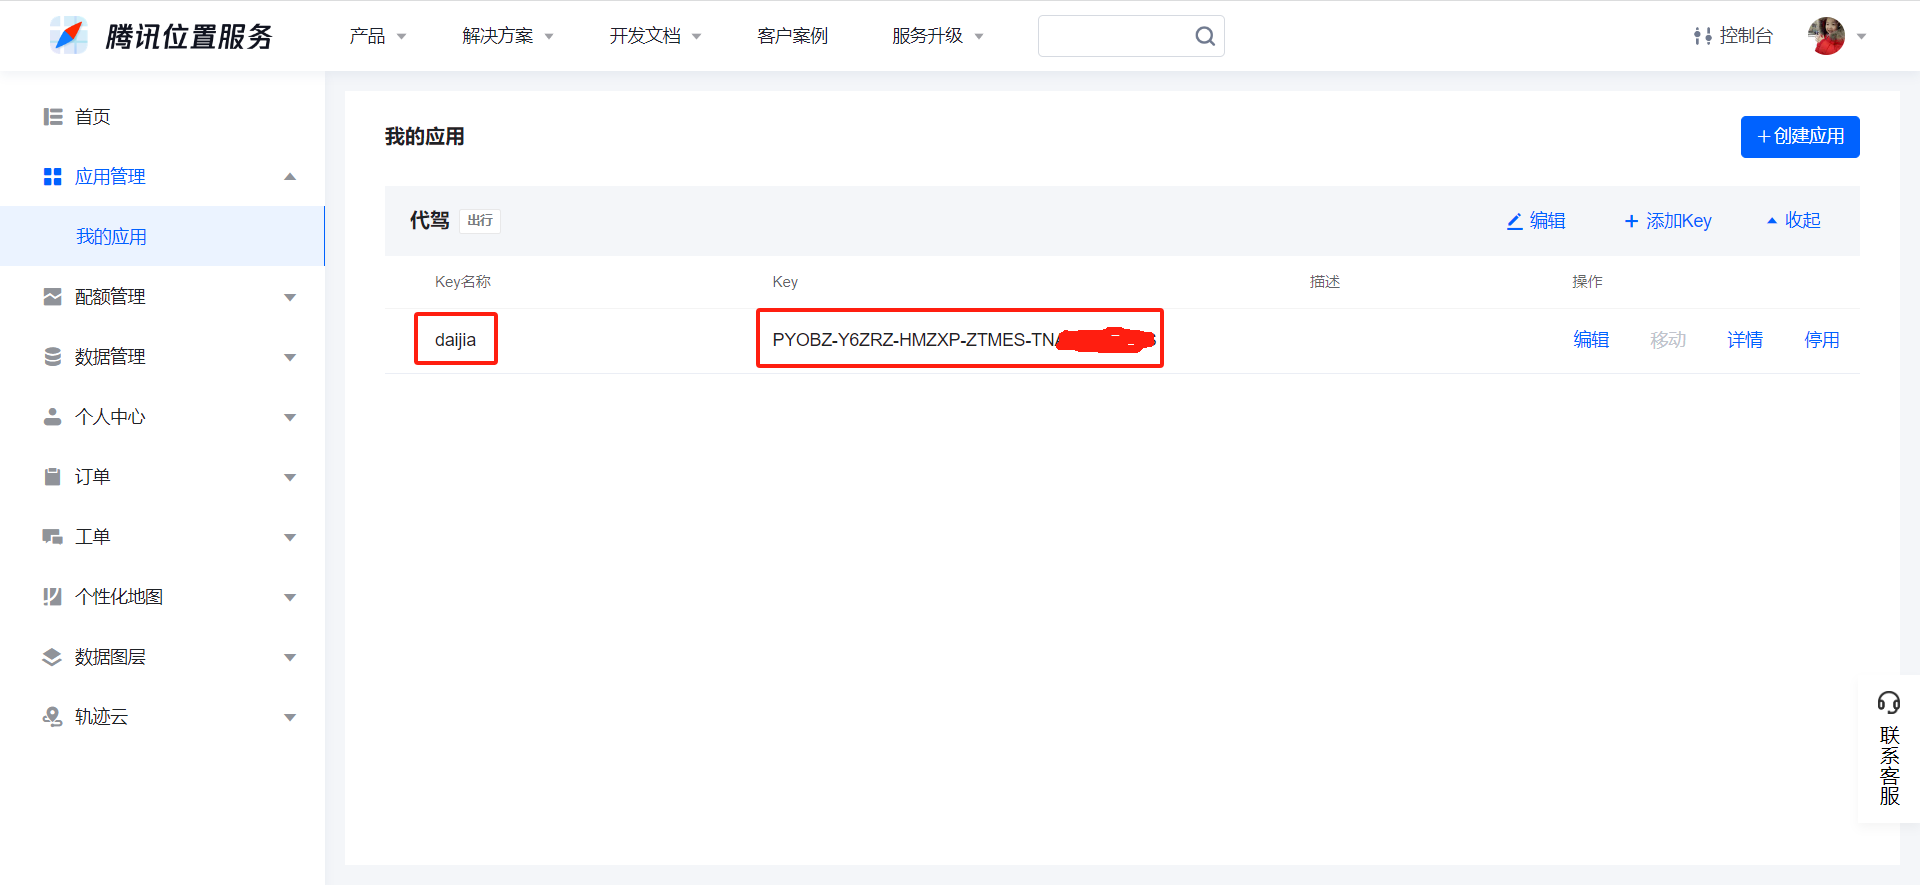 腾讯位置服务
产品 解决方案 开发文档 客户案例 服务升级 控制台
首页
应用管理
我的应用
配额管理
数据管理
个人中心
订单
工单
个性化地图
数据图层
轨迹云
我的应用
+创建应用
代驾 出行 编辑 + 添加Key 收起
Key名称 Key 描述 操作
daijia PYOBZ-Y6ZRZ-HMZXP-ZTMES-TN 编辑 移动 详情 停用
联系客服